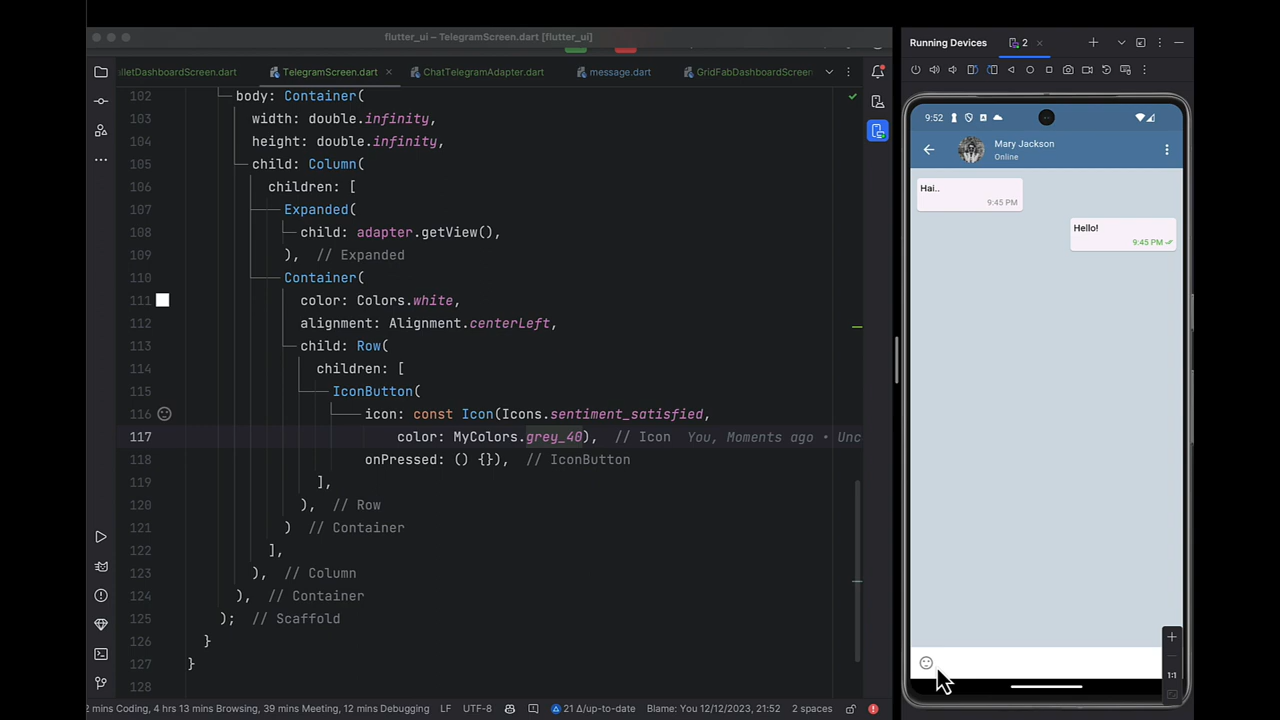 flutter_ui – TelegramScreen.dart [flutter_ui]
lletDashboardScreen.dart
TelegramScreen.dart
ChatTelegramAdapter.dart
message.dart
GridFabDashboardScreen
102 body: Container(
103 width: double.infinity,
104 height: double.infinity,
105 child: Column(
106 children: [
107 Expanded(
108 child: adapter.getView(),
109 ), // Expanded
110 Container(
111 color: Colors.white,
112 alignment: Alignment.centerLeft,
113 child: Row(
114 children: [
115 IconButton(
116 icon: const Icon(Icons.sentiment_satisfied,
117 color: MyColors.grey_40), // Icon You, Moments ago • Unc
118 onPressed: () {}), // IconButton
119 ],
120 ), // Row
121 ) // Container
122 ],
123 ), // Column
124 ), // Container
125 ); // Scaffold
126 }
127 }
128
2 mins Coding, 4 hrs 13 mins Browsing, 39 mins Meeting, 12 mins Debugging
LF
UTF-8
21 Δ/up-to-date
Blame: You 12/12/2023, 21:52
2 spaces
Running Devices
2
9:52
Mary Jackson
Online
Hai..
9:45 PM
Hello!
9:45 PM
1:1